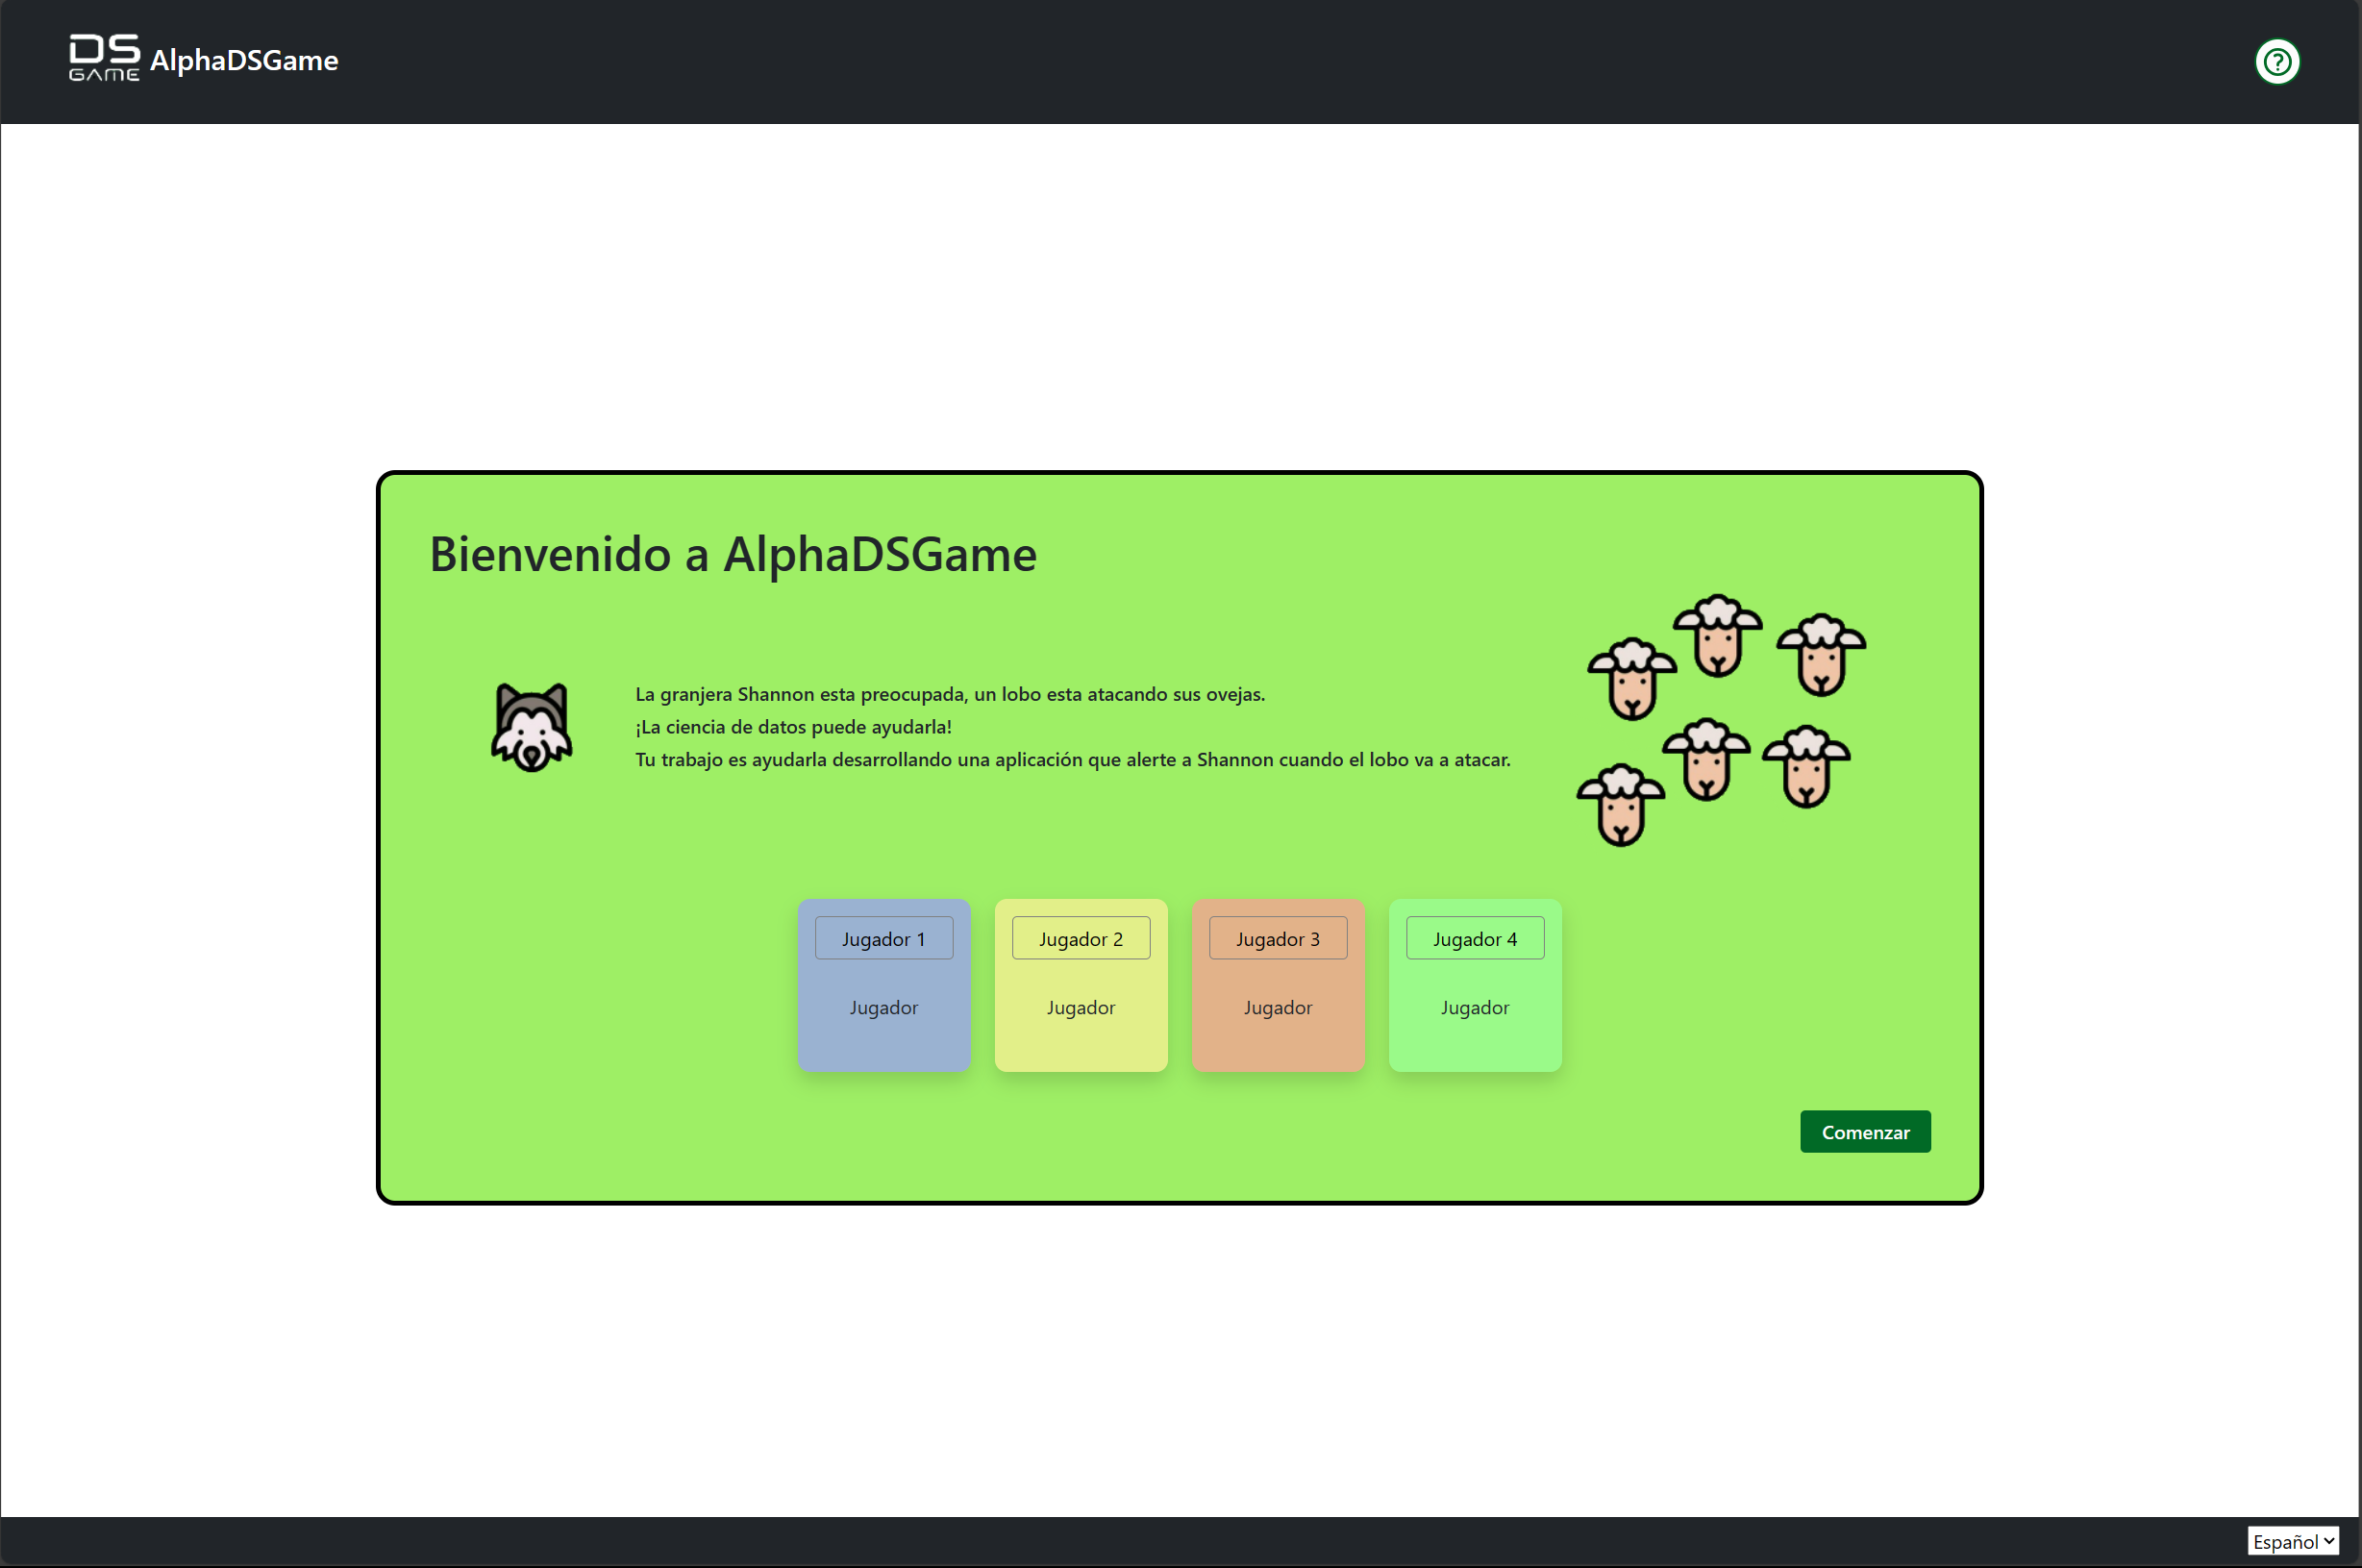 DS
GAME
AlphaDSGame
Bienvenido a AlphaDSGame
La granjera Shannon esta preocupada, un lobo esta atacando sus ovejas.
¡La ciencia de datos puede ayudarla!
Tu trabajo es ayudarla desarrollando una aplicación que alerte a Shannon cuando el lobo va a atacar.
Jugador 1
Jugador
Jugador 2
Jugador
Jugador 3
Jugador
Jugador 4
Jugador
Comenzar
Español